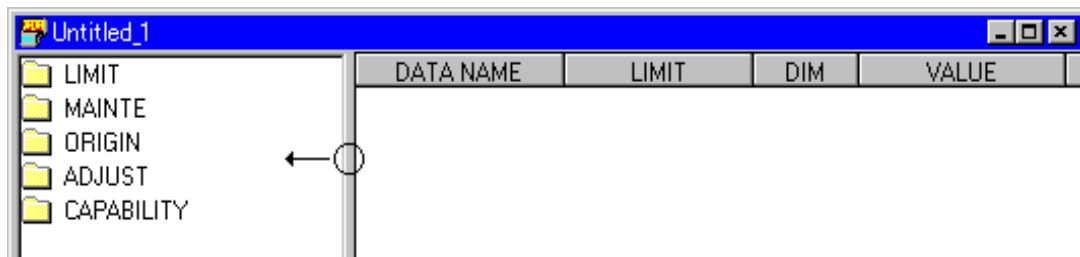 Untitled_1
LIMIT
MAINTE
ORIGIN
ADJUST
CAPABILITY
DATA NAME LIMIT DIM VALUE